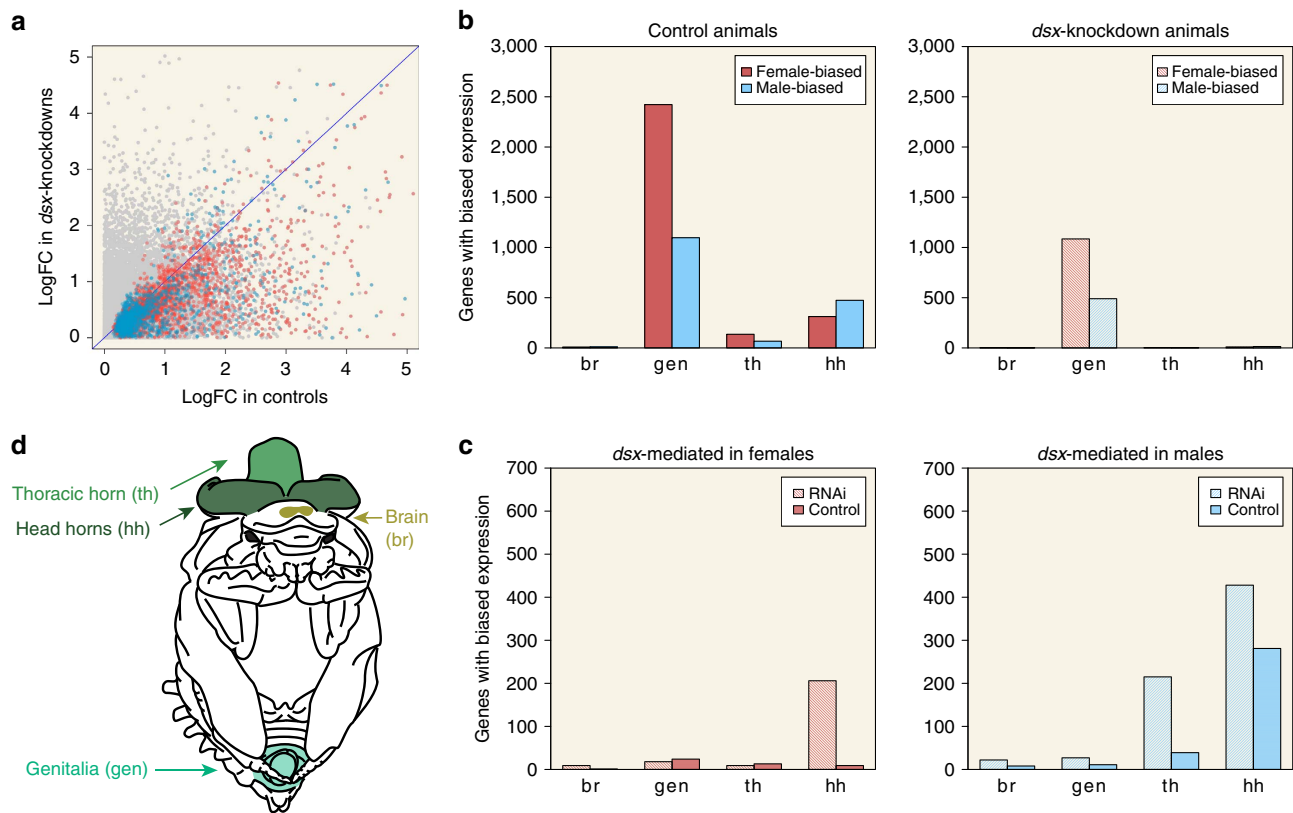 a
LogFC in dsx-knockdowns
5
4
3
2
1
0
0 1 2 3 4 5
LogFC in controls
b
Control animals
Genes with biased expression
3,000
2,500
2,000
1,500
1,000
500
0
Female-biased
Male-biased
br gen th hh
dsx-knockdown animals
3,000
2,500
2,000
1,500
1,000
500
0
Female-biased
Male-biased
br gen th hh
d
Thoracic horn (th)
Head horns (hh)
Brain
(br)
Genitalia (gen)
c
dsx-mediated in females
Genes with biased expression
700
600
500
400
300
200
100
0
RNAi
Control
br gen th hh
dsx-mediated in males
700
600
500
400
300
200
100
0
RNAi
Control
br gen th hh